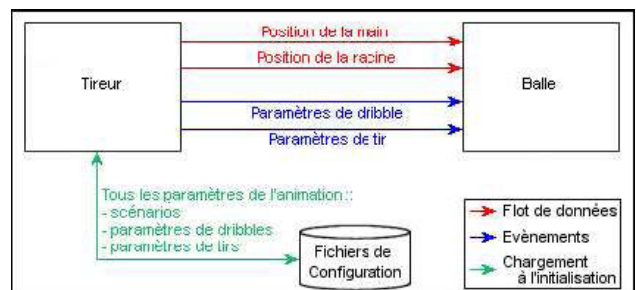 Position de la main
Position de la racine
Tireur
Balle
Paramètres de dribble
Paramètres de tir
Tous les paramètres de l'animation :
- scénarios
- paramètres de dribbles
- paramètres de tirs
Fichiers de
Configuration
Flot de données
Evènements
Chargement
à l'initialisation